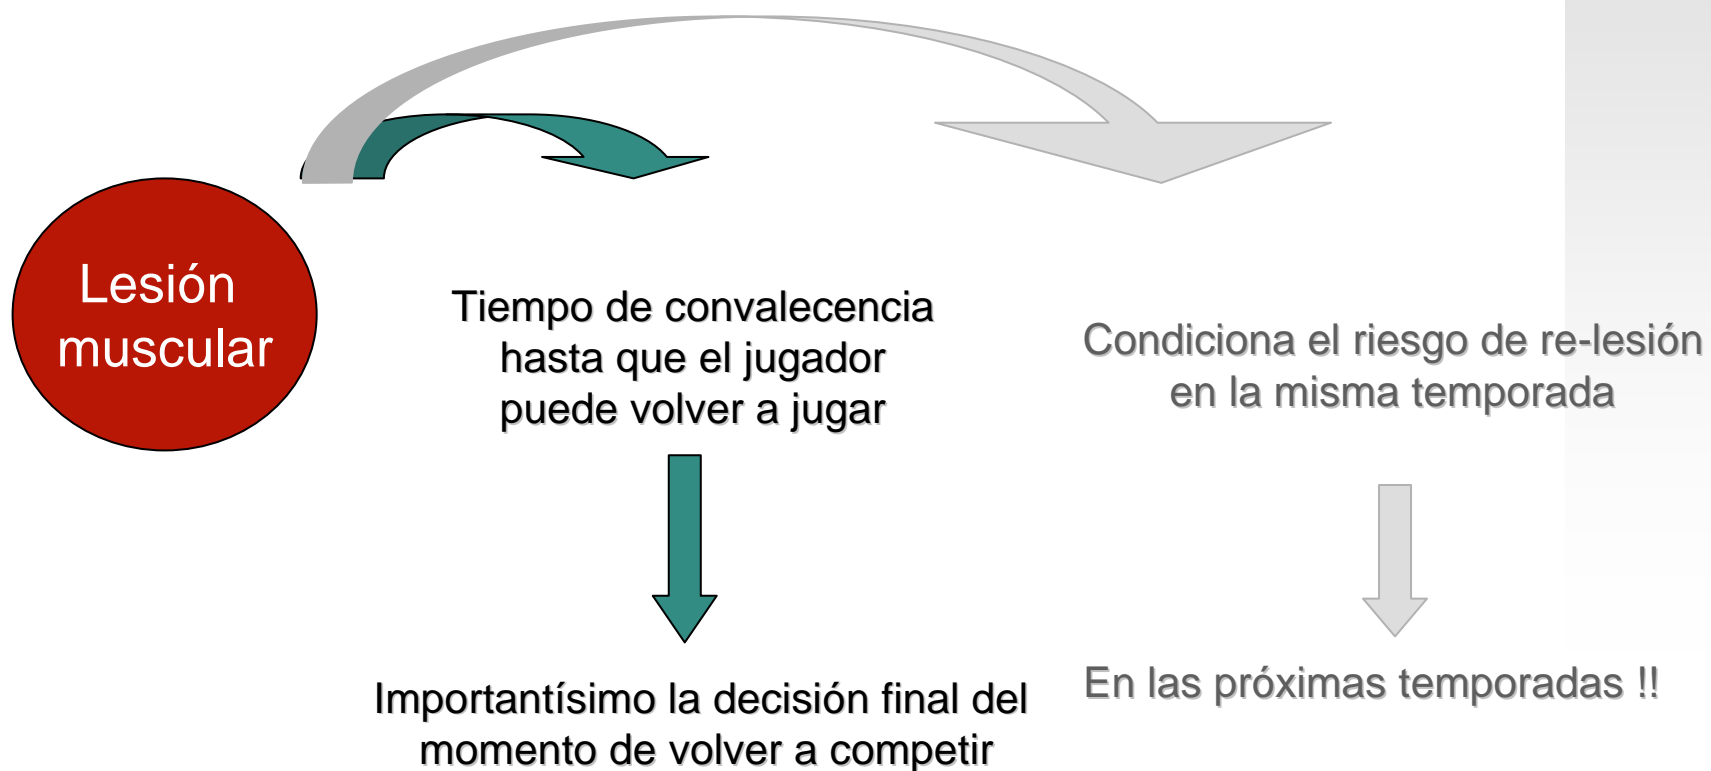 Lesión
muscular
Tiempo de convalecencia
hasta que el jugador
puede volver a jugar
Importantísimo la decisión final del
momento de volver a competir
Condiciona el riesgo de re-lesión
en la misma temporada
En las próximas temporadas !!